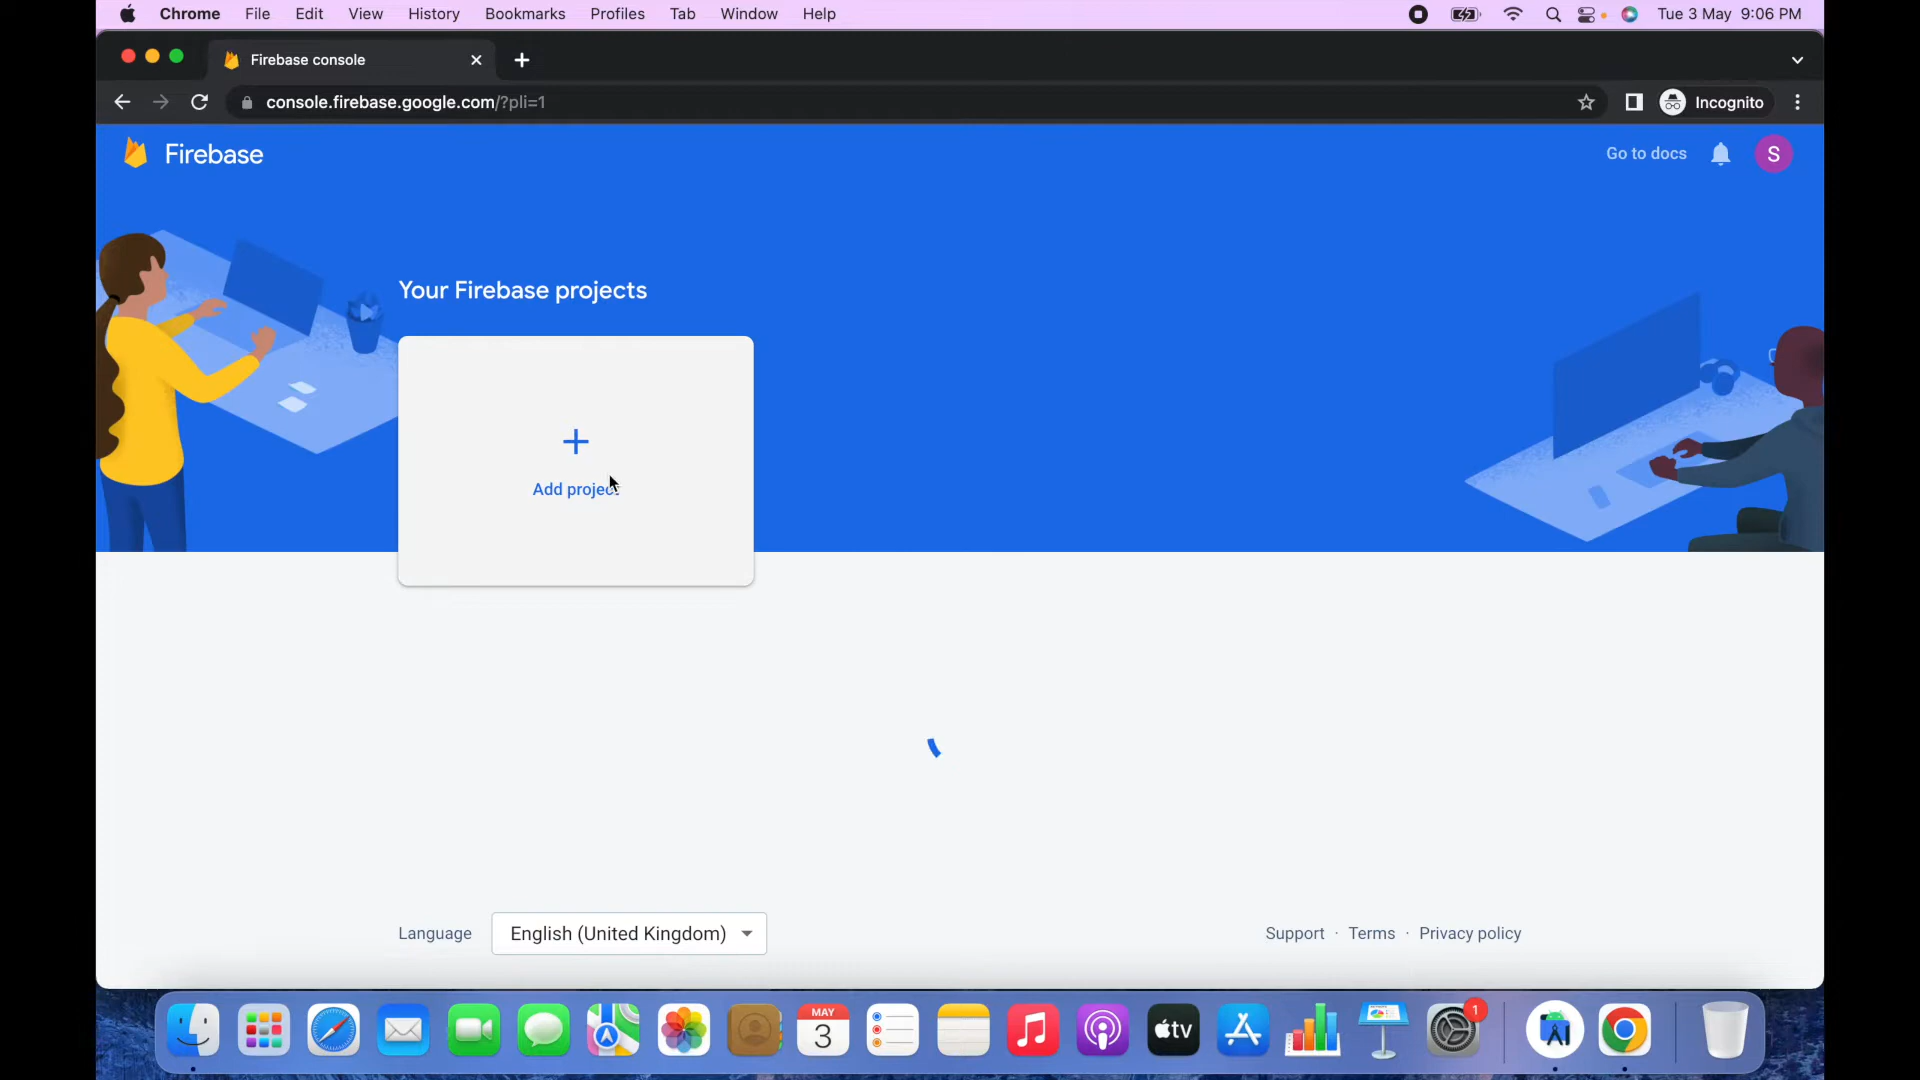 Chrome File Edit View History Bookmarks Profiles Tab Window Help Tue 3 May 9:06 PM
Firebase console
console.firebase.google.com/?pli=1 Incognito
Firebase Go to docs S
Your Firebase projects
Add project
Language English (United Kingdom) Support · Terms · Privacy policy
MAY
3
tv
1